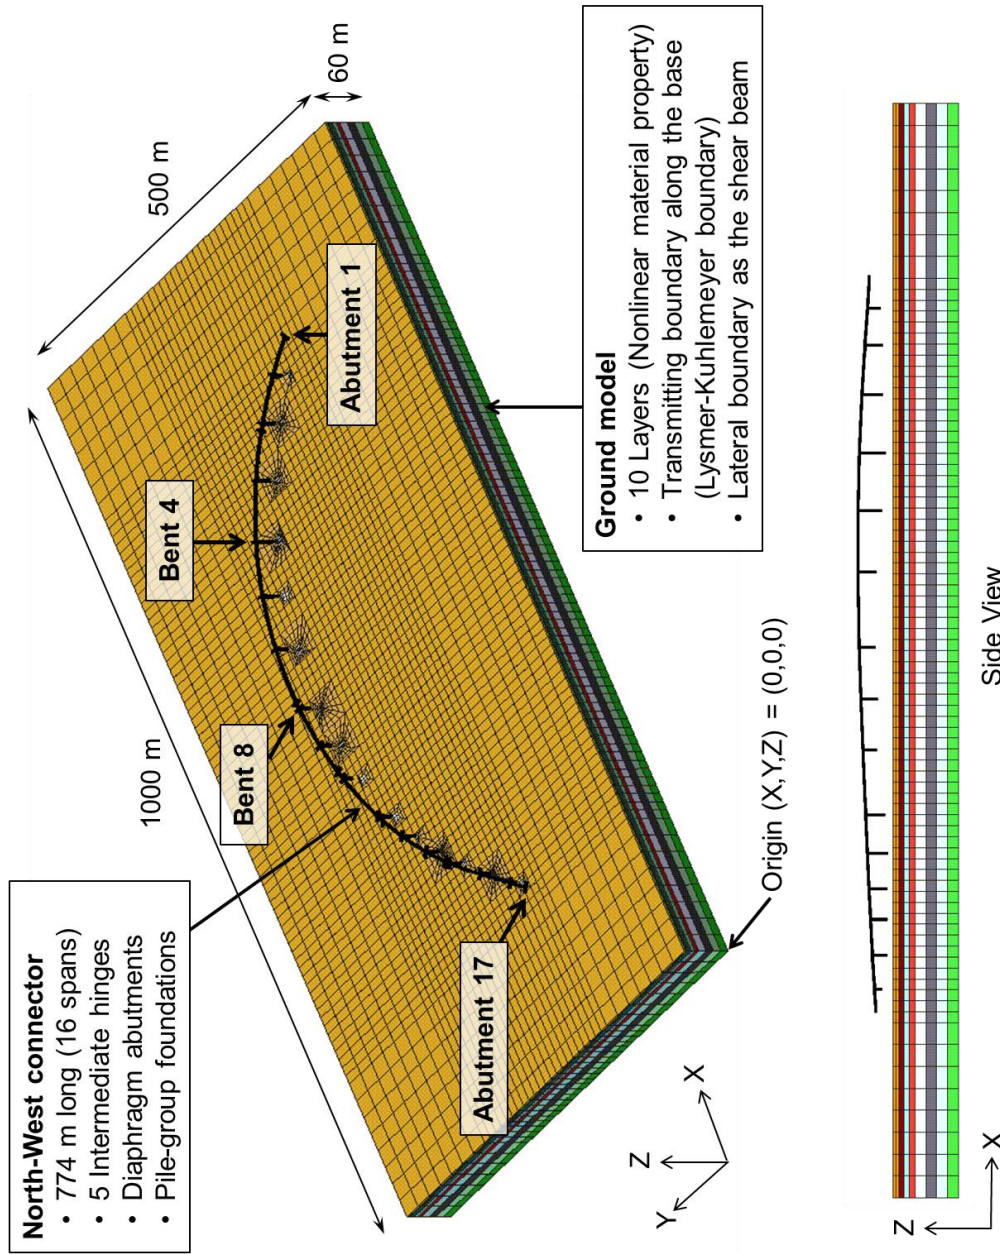 North-West connector
• 774 m long (16 spans)
• 5 Intermediate hinges
• Diaphragm abutments
• Pile-group foundations
1000 m
500 m
60 m
Bent 4
Bent 8
Abutment 1
Abutment 17
Ground model
• 10 Layers (Nonlinear material property)
• Transmitting boundary along the base
(Lysmer-Kuhlemeyer boundary)
• Lateral boundary as the shear beam
Origin (X,Y,Z) = (0,0,0)
Y
Z
X
Z
X
Side View